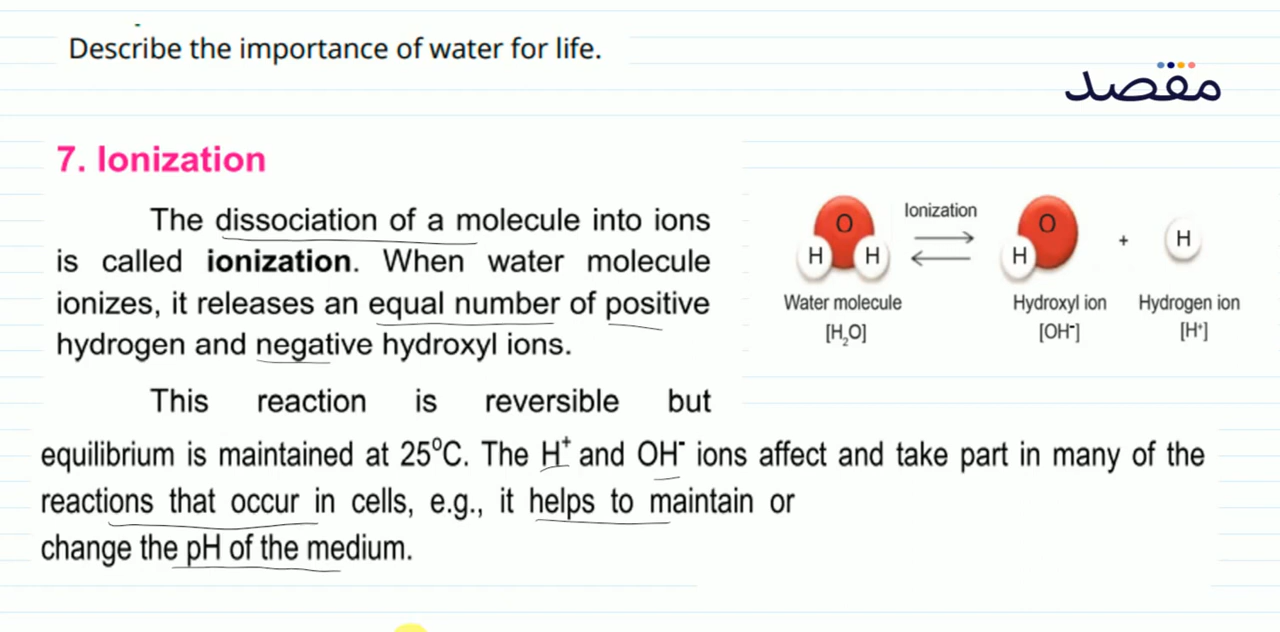 Describe the importance of water for life.
مقصد
7. Ionization
The dissociation of a molecule into ions
is called ionization. When water molecule
ionizes, it releases an equal number of positive
hydrogen and negative hydroxyl ions.
O
H
H
Water molecule
[H₂O]
Ionization
O
H
Hydroxyl ion
[OH⁻]
+
H
Hydrogen ion
[H⁺]
This reaction is reversible but
equilibrium is maintained at 25⁰C. The H⁺ and OH⁻ ions affect and take part in many of the
reactions that occur in cells, e.g., it helps to maintain or
change the pH of the medium.